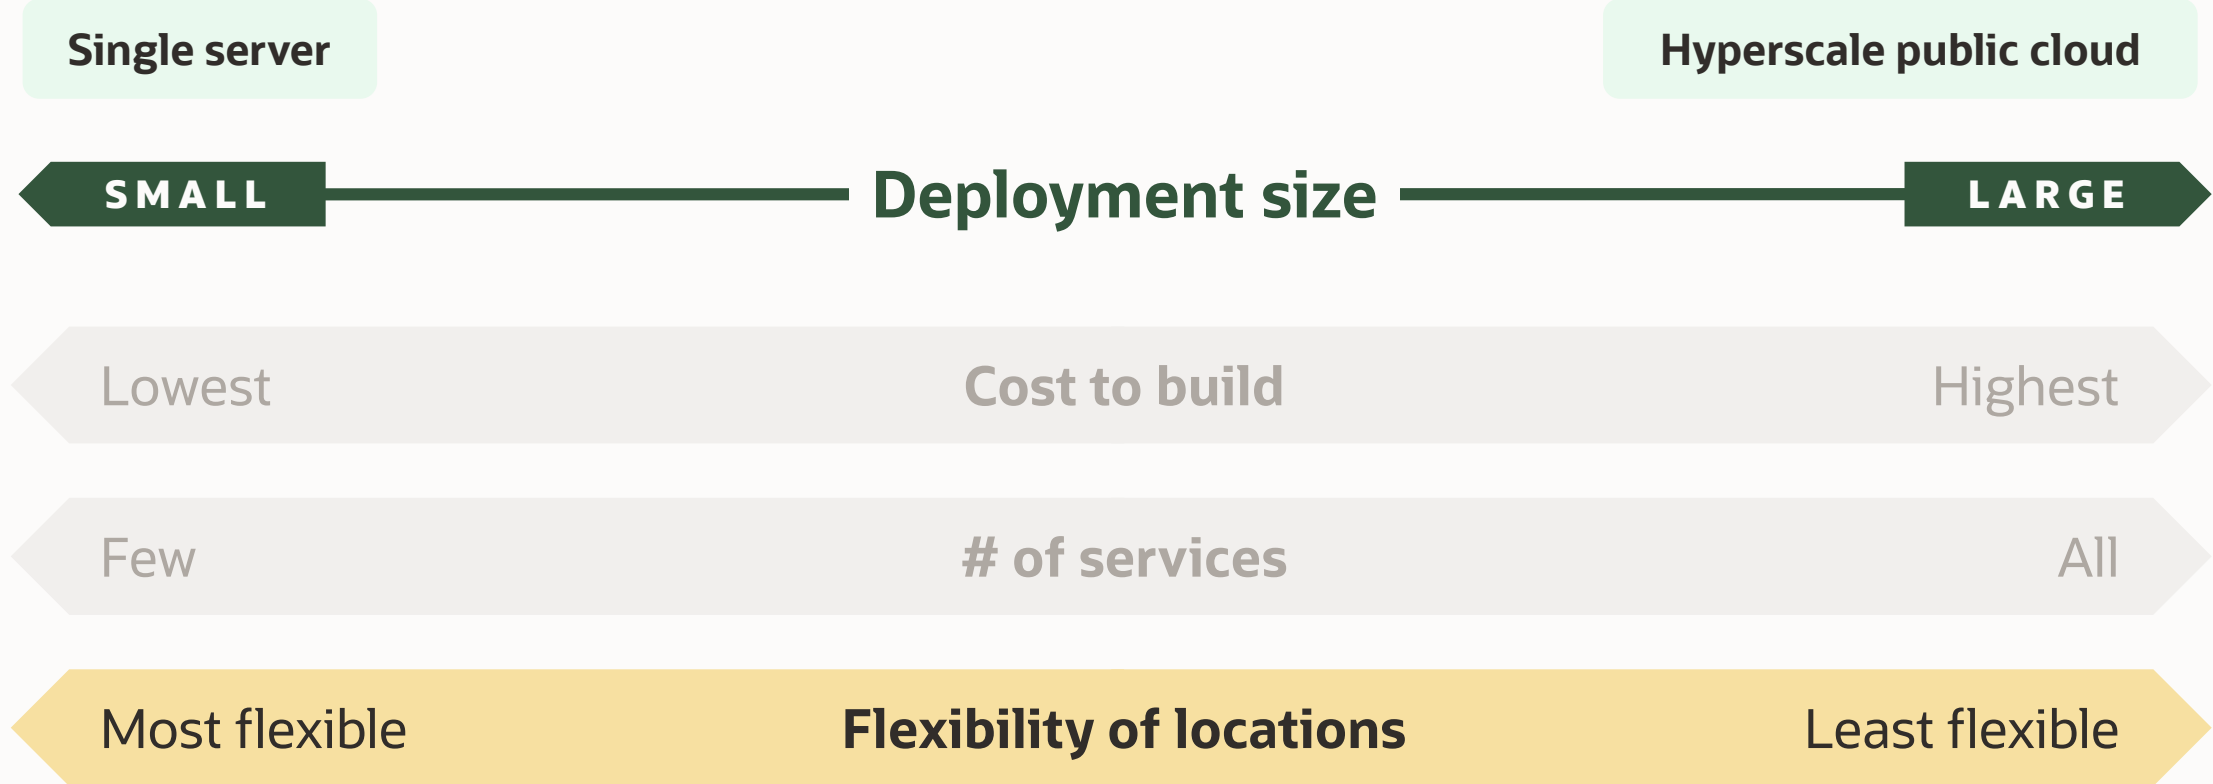 Single server
Hyperscale public cloud
SMALL
Deployment size
LARGE
Lowest
Cost to build
Highest
Few
# of services
All
Most flexible
Flexibility of locations
Least flexible